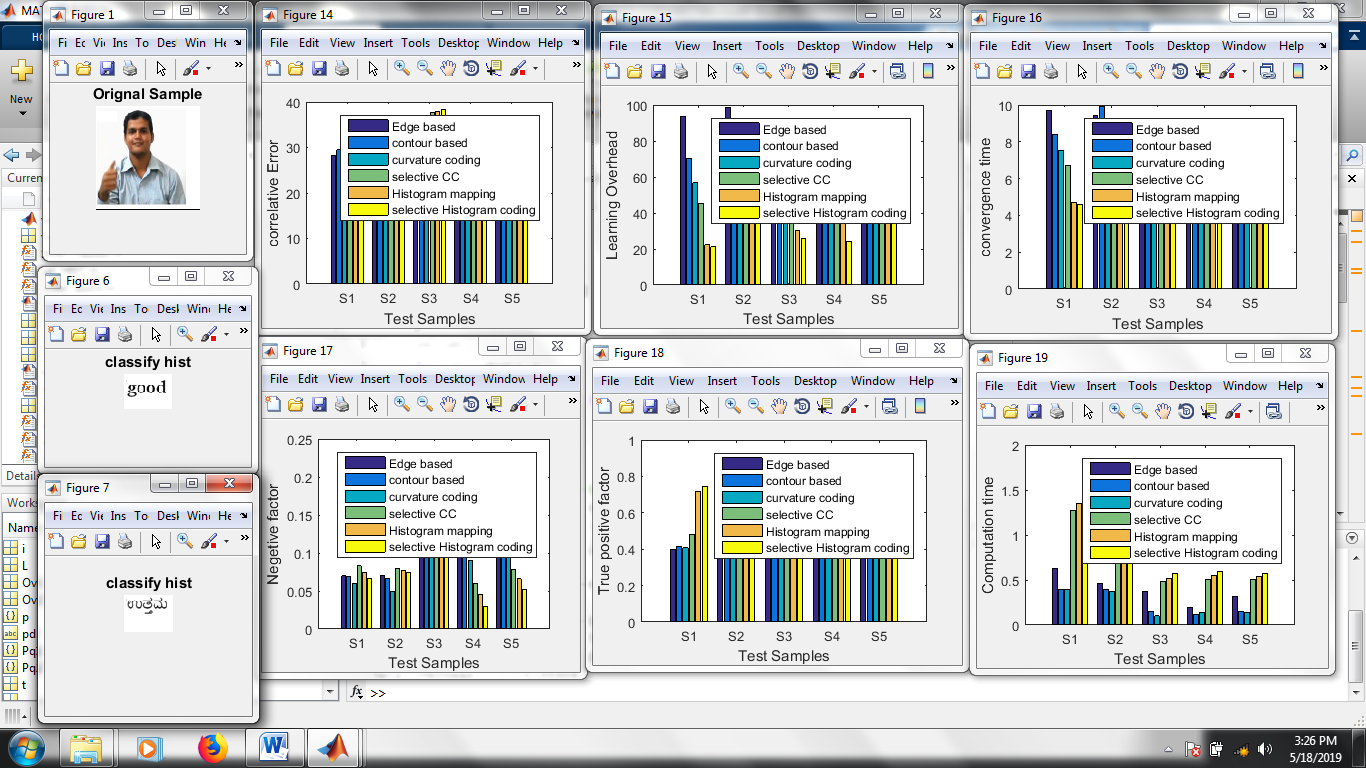 MA
Figure 1
Fi Ec Vi Ins To Des Win He
Orignal Sample
Figure 14
File Edit View Insert Tools Desktop Window Help
40
30
20
10
0
correlative Error
Edge based
contour based
curvature coding
selective CC
Histogram mapping
selective Histogram coding
S1 S2 S3 S4 S5
Test Samples
Figure 15
File Edit View Insert Tools Desktop Window Help
100
80
60
40
20
0
Learning Overhead
Edge based
contour based
curvature coding
selective CC
Histogram mapping
selective Histogram coding
S1 S2 S3 S4 S5
Test Samples
Figure 16
File Edit View Insert Tools Desktop Window Help
10
8
6
4
2
0
convergence time
Edge based
contour based
curvature coding
selective CC
Histogram mapping
selective Histogram coding
S1 S2 S3 S4 S5
Test Samples
New
Curren
Figure 6
Fi Ec Vi Ins To Des Win He
classify hist
good
Figure 17
File Edit View Insert Tools Desktop Window Help
0.25
0.2
0.15
0.1
0.05
0
Negetive factor
Edge based
contour based
curvature coding
selective CC
Histogram mapping
selective Histogram coding
S1 S2 S3 S4 S5
Test Samples
Figure 18
File Edit View Insert Tools Desktop Window Help
1
0.8
0.6
0.4
0.2
0
True positive factor
Edge based
contour based
curvature coding
selective CC
Histogram mapping
selective Histogram coding
S1 S2 S3 S4 S5
Test Samples
Figure 19
File Edit View Insert Tools Desktop Window Help
2
1.5
1
0.5
0
Computation time
Edge based
contour based
curvature coding
selective CC
Histogram mapping
selective Histogram coding
S1 S2 S3 S4 S5
Test Samples
Details
Works
Name
i
L
Ov
Ov
p
pd
Pq
Pq
t
Figure 7
Fi Ec Vi Ins To Des Win He
classify hist
ಉತ್ತಮ
fx >>
3:26 PM
5/18/2019